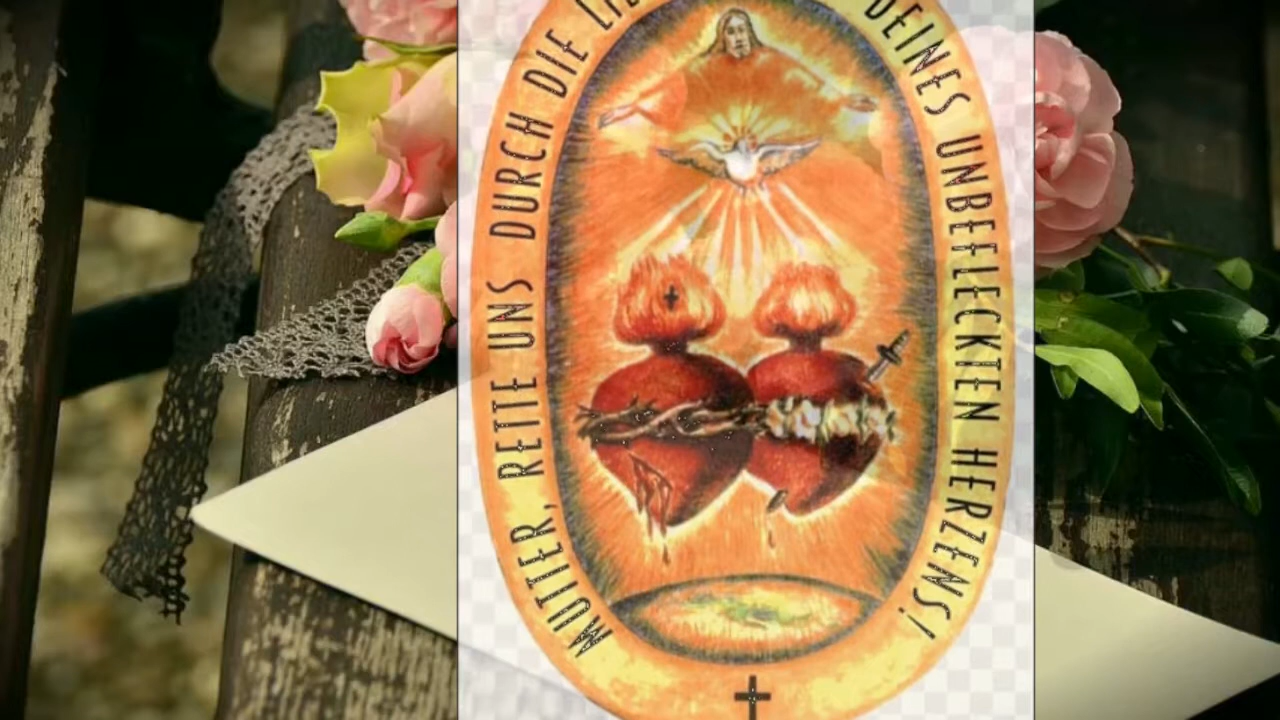 MUTTER, RETTE UNS DURCH DIE
DEINES UNBEFLECKTEN HERZENS!